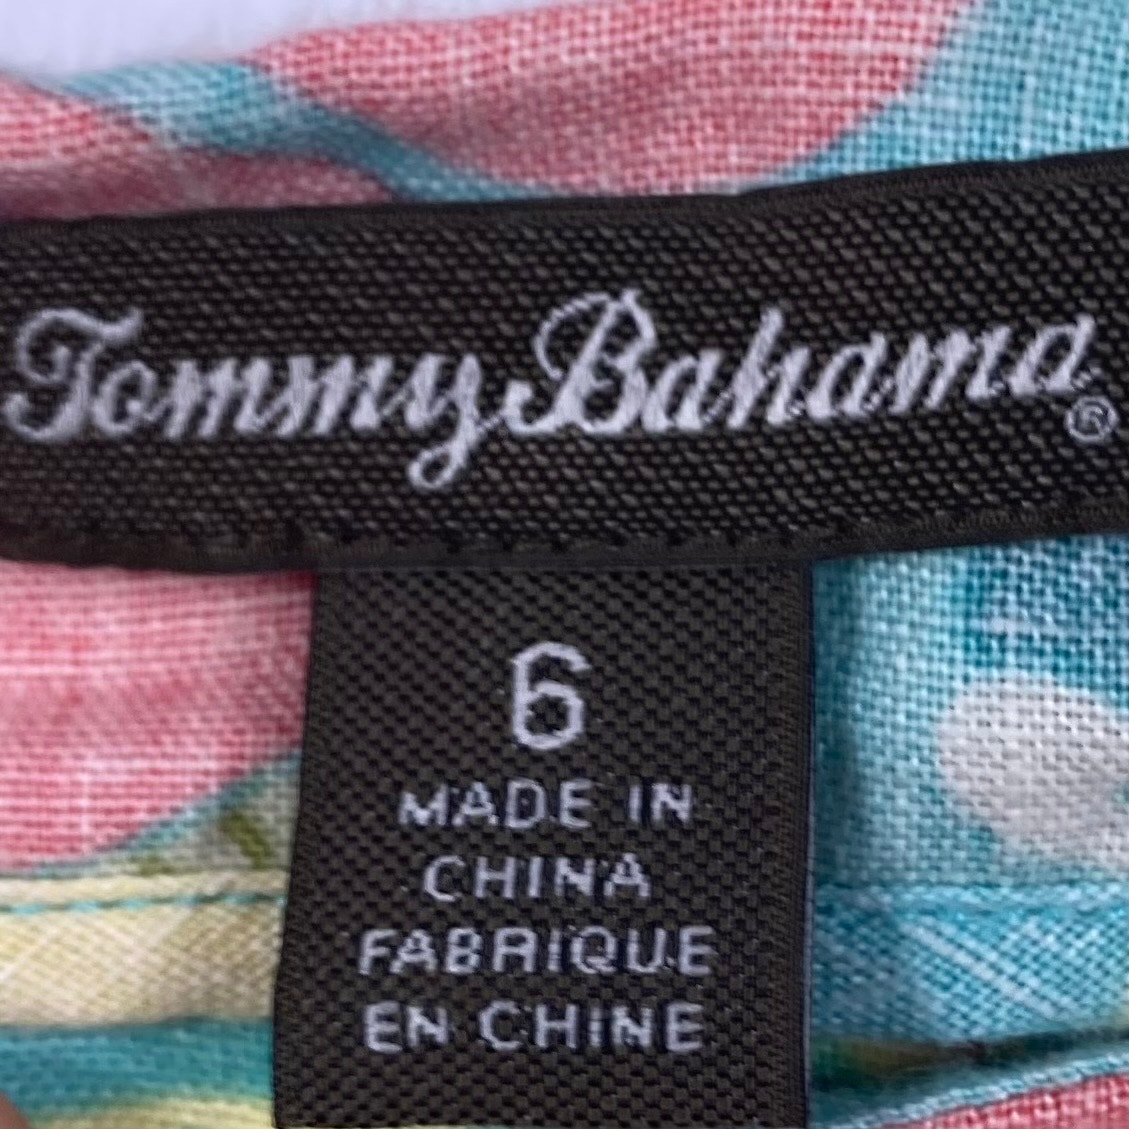 Tommy Bahama®
6
MADE IN
CHINA
FABRIQUE
EN CHINE